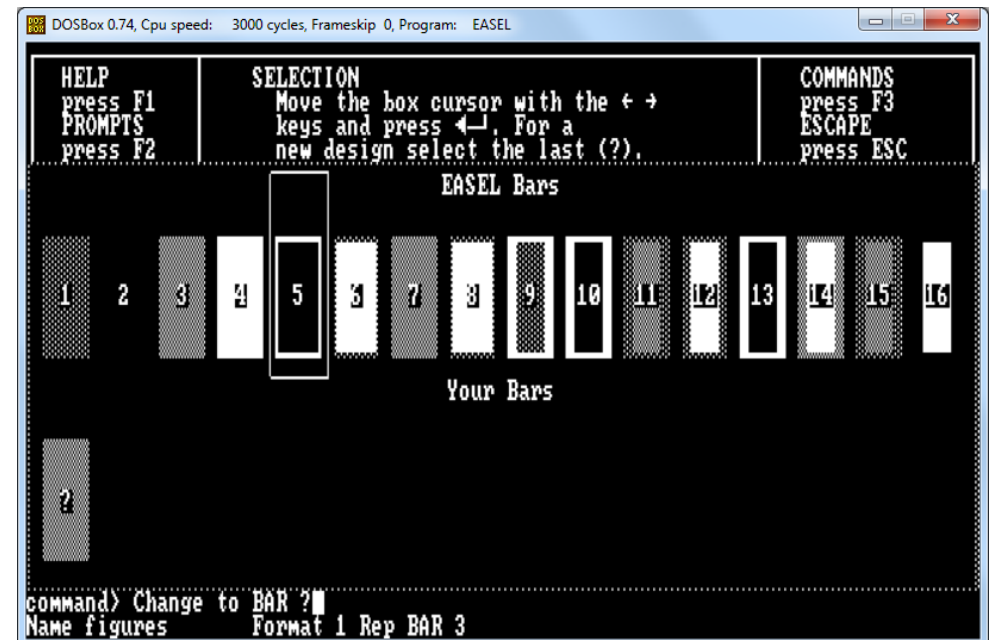 DOSBox 0.74, Cpu speed: 3000 cycles, Frameskip 0, Program: EASEL
HELP
press F1
PROMPTS
press F2
SELECTION
Move the box cursor with the ← →
keys and press ◄─┘. For a
new design select the last (?).
COMMANDS
press F3
ESCAPE
press ESC
EASEL Bars
1 2 3 4 5 6 7 8 9 10 11 12 13 14 15 16
Your Bars
?
command> Change to BAR ?
Name figures Format 1 Rep BAR 3